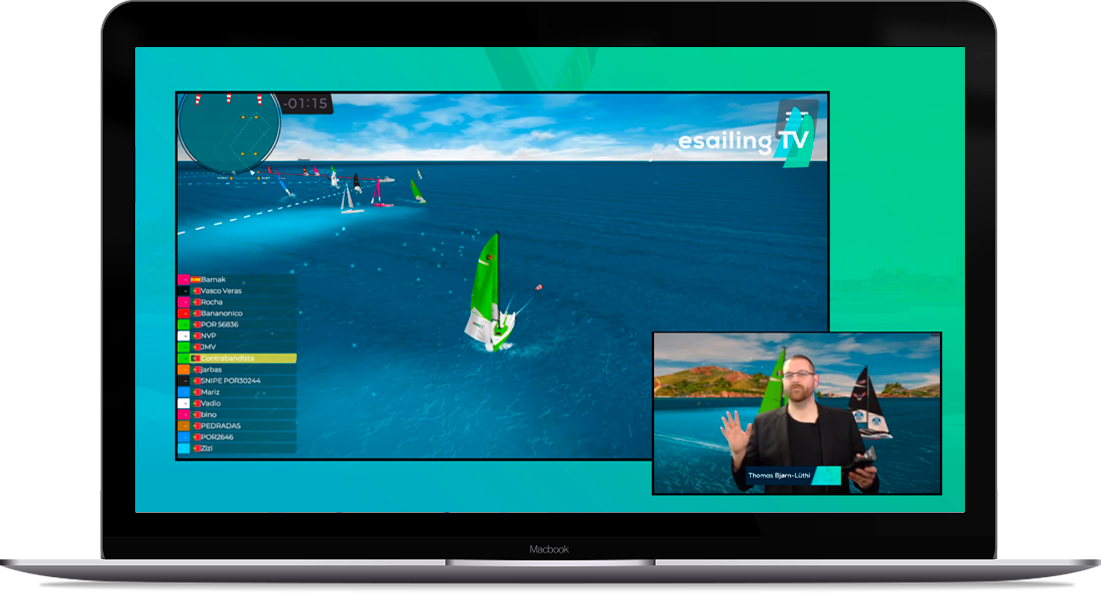 -01:15
esailing TV
Barnak
Vasco Veras
Rocha
Bananonico
POR 56836
NVP
JMV
Contrabandista
jarbas
SNIPE POR30244
Mariz
Vadio
bino
PEDRADAS
POR2646
Zizi
Thomas Bjørn-Lüthi
Macbook